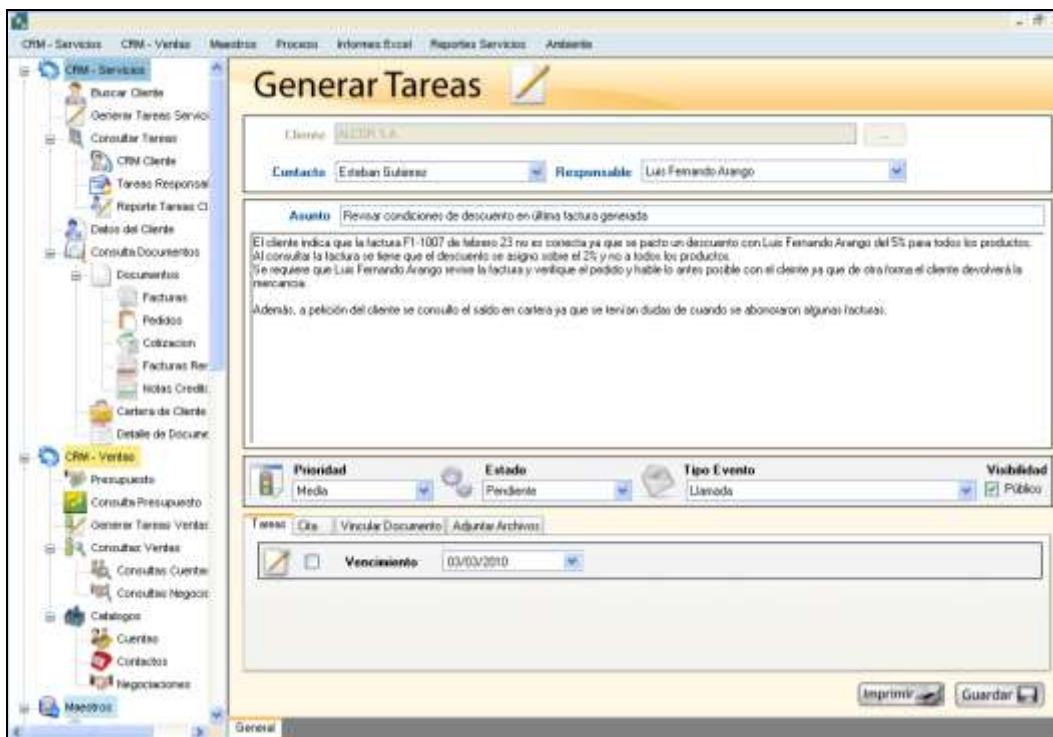 CRM - Servicios CRM - Ventas Maestros Procesos Informes Excel Reportes Servicios Ambiente
CRM - Servicios
Buscar Cliente
Generar Tareas Servici
Consultar Tareas
CRM Cliente
Tareas Responsal
Reporte Tareas Cl
Datos del Cliente
Consulta Documentos
Documentos
Facturas
Pedidos
Cotizacion
Facturas Rer
Notas Credit
Cartera de Cliente
Detalle de Docume
CRM - Ventas
Presupuesto
Consulta Presupuesto
Generar Tareas Ventas
Consultas Ventas
Consultas Cuentas
Consultas Negocio
Catalogos
Cuentas
Contactos
Negociaciones
Maestros
Generar Tareas
Cliente ALCOR S.A. ...
Contacto Esteban Gutierrez Responsable Luis Fernando Arango
Asunto Revisar condiciones de descuento en última factura generada
El cliente indica que la factura F1-1007 de febrero 23 no es correcta ya que se pacto un descuento con Luis Fernando Arango del 5% para todos los productos.
Al consultar la factura se tiene que el descuento se asigno sobre el 2% y no a todos los productos.
Se requiere que Luis Fernando Arango revise la factura y verifique el pedido y hable lo antes posible con el cleinte ya que de otra forma el cliente devolverá la
mercancia.
Además, a petición del cliente se consulto el saldo en cartera ya que se tenian dudas de cuando se abonoraron algunas facturas.
Prioridad Estado Tipo Evento Visibilidad
Media Pendiente Llamada Público
Tareas Cita Vincular Documento Adjuntar Archivos
Vencimiento 03/03/2010
Imprimir Guardar
General